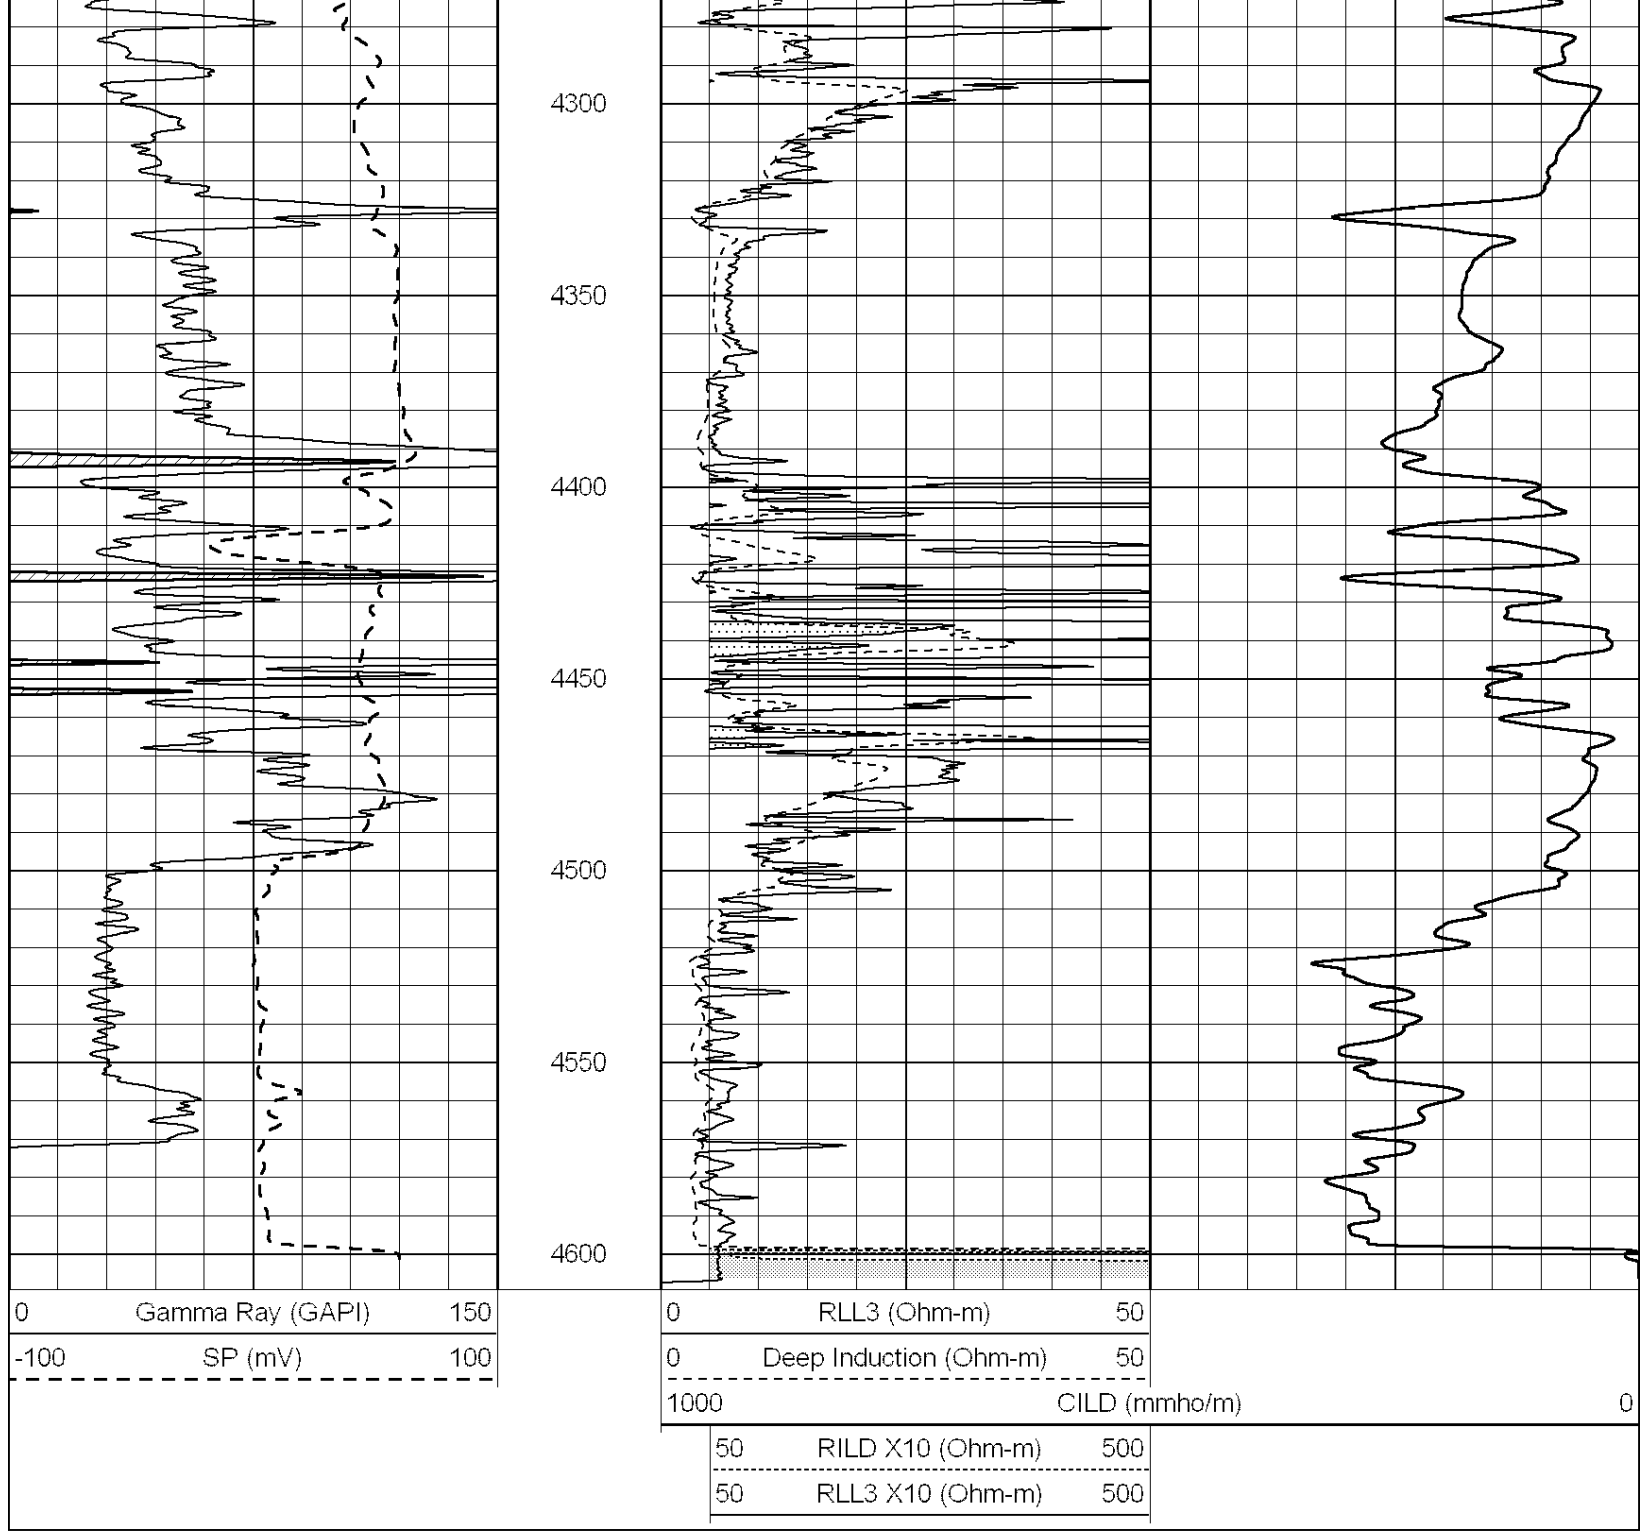 4300
4350
4400
4450
4500
4550
4600
0 Gamma Ray (GAPI) 150
-100 SP (mV) 100
0 RLL3 (Ohm-m) 50
0 Deep Induction (Ohm-m) 50
1000 CILD (mmho/m) 0
50 RILD X10 (Ohm-m) 500
50 RLL3 X10 (Ohm-m) 500